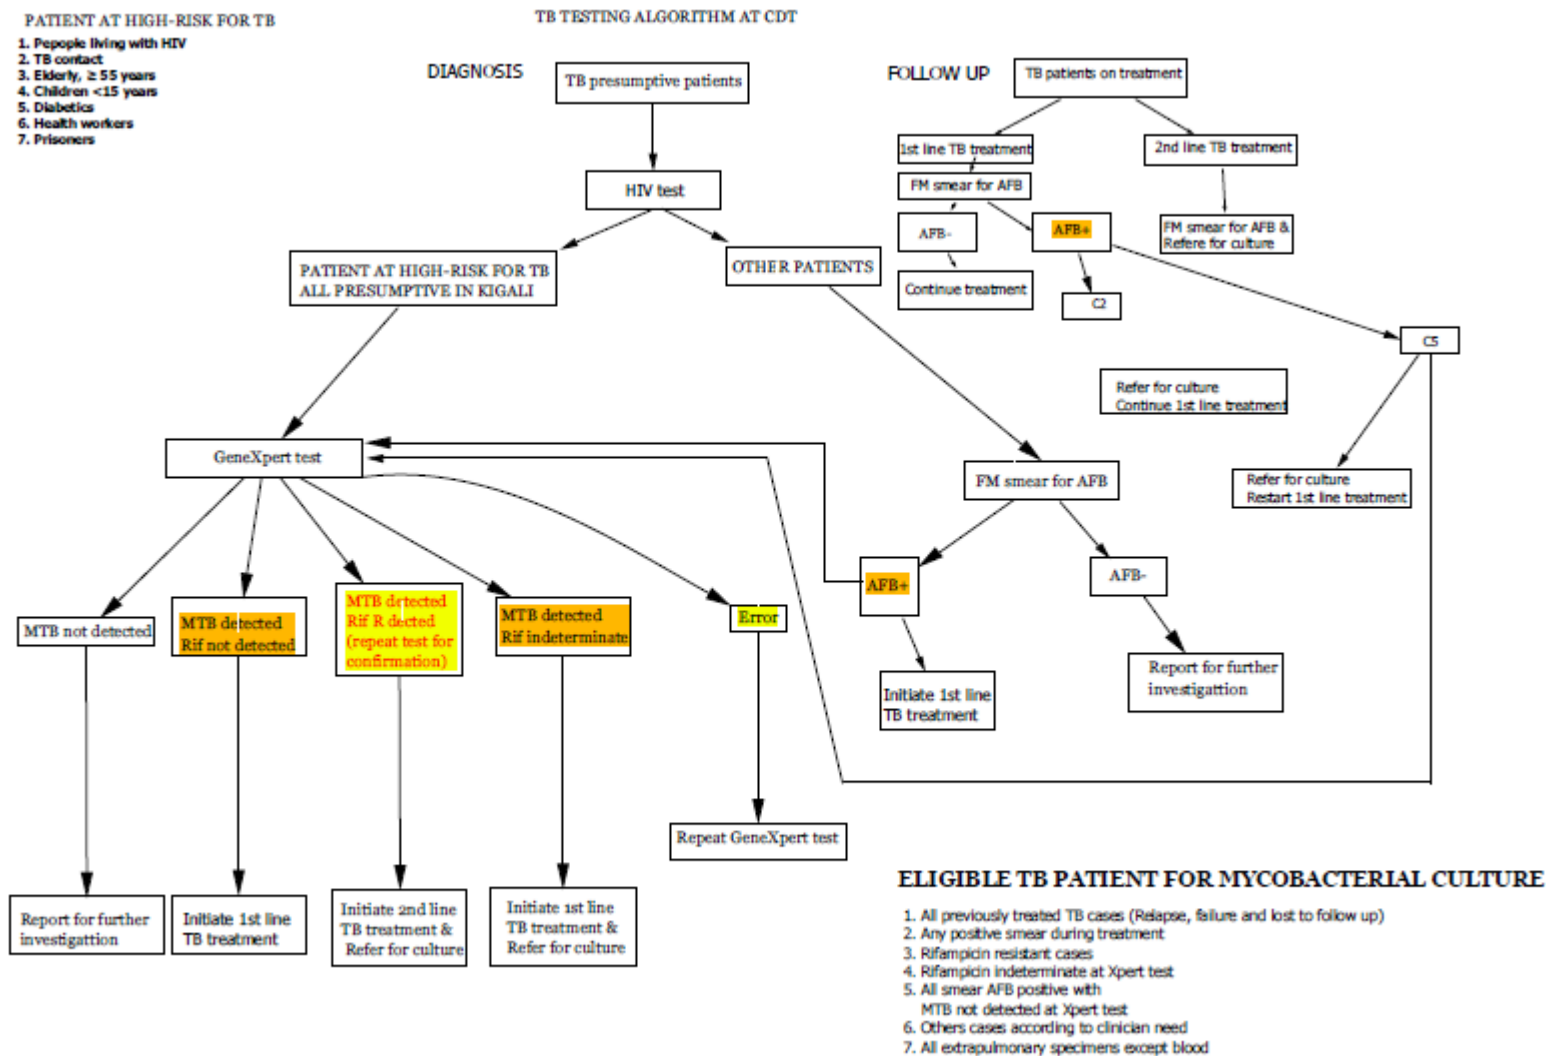 PATIENT AT HIGH-RISK FOR TB
1. Pepople living with HIV
2. TB contact
3. Elderly, ≥ 55 years
4. Children <15 years
5. Diabetics
6. Health workers
7. Prisoners
TB TESTING ALGORITHM AT CDT
DIAGNOSIS
TB presumptive patients
HIV test
PATIENT AT HIGH-RISK FOR TB
ALL PRESUMPTIVE IN KIGALI
OTHER PATIENTS
FOLLOW UP
TB patients on treatment
1st line TB treatment
2nd line TB treatment
FM smear for AFB
AFB-
AFB+
FM smear for AFB &
Refere for culture
Continue treatment
C2
C5
Refer for culture
Continue 1st line treatment
Refer for culture
Restart 1st line treatment
GeneXpert test
FM smear for AFB
AFB+
AFB-
Initiate 1st line
TB treatment
Report for further
investigattion
MTB not detected
MTB detected
Rif not detected
MTB detected
Rif R dected
(repeat test for
confirmation)
MTB detected
Rif indeterminate
Error
Repeat GeneXpert test
Report for further
investigattion
Initiate 1st line
TB treatment
Initiate 2nd line
TB treatment &
Refer for culture
Initiate 1st line
TB treatment &
Refer for culture
ELIGIBLE TB PATIENT FOR MYCOBACTERIAL CULTURE
1. All previously treated TB cases (Relapse, failure and lost to follow up)
2. Any positive smear during treatment
3. Rifampicin resistant cases
4. Rifampicin indeterminate at Xpert test
5. All smear AFB positive with
MTB not detected at Xpert test
6. Others cases according to clinician need
7. All extrapulmonary specimens except blood